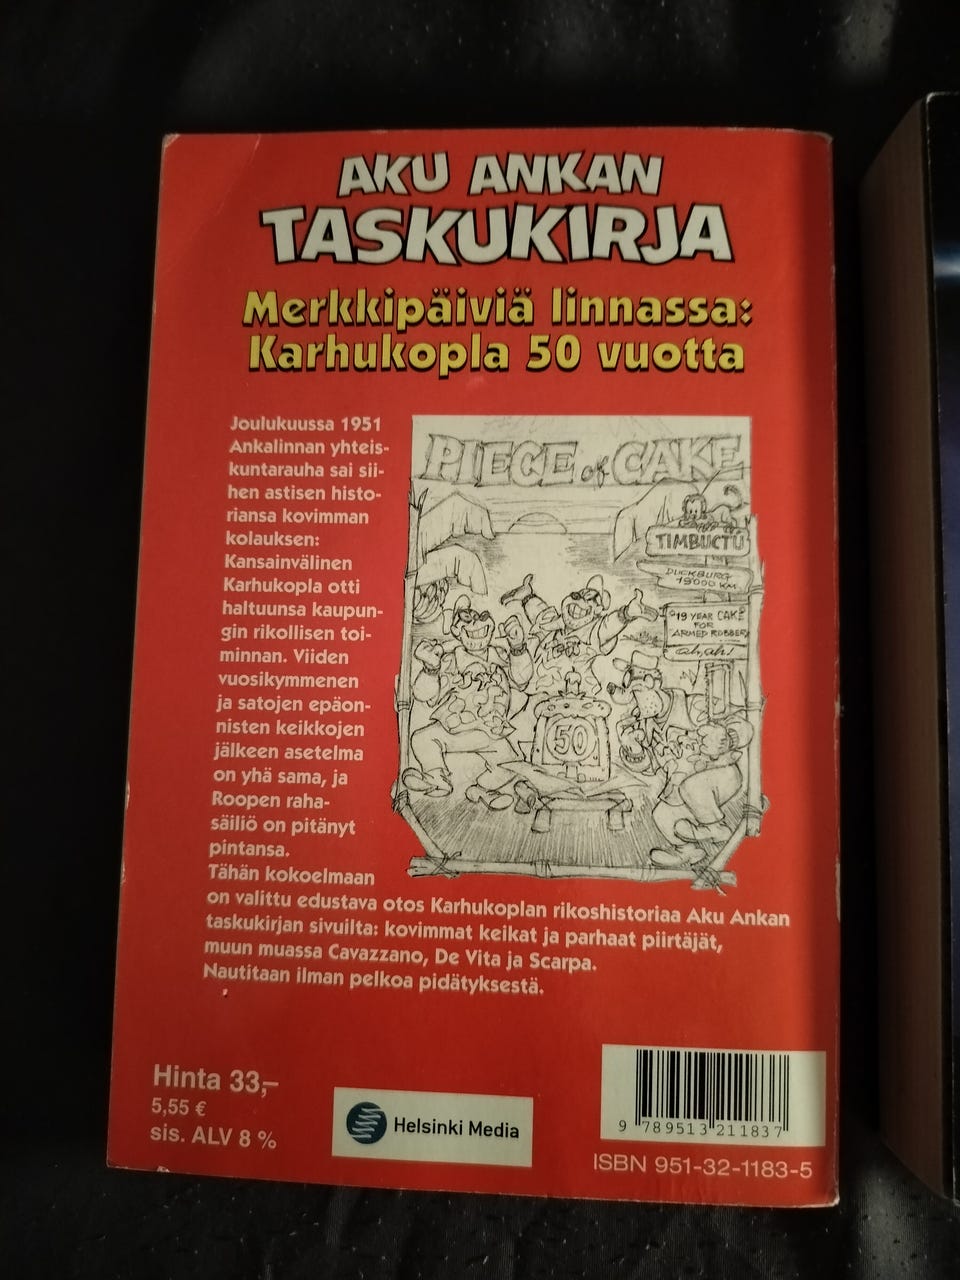 AKU ANKAN
TASKUKIRJA
Merkkipäiviä linnassa:
Karhukopla 50 vuotta
Joulukuussa 1951
Ankalinnan yhteis-
kuntarauha sai sii-
hen astisen histo-
riansa kovimman
kolauksen:
Kansainvälinen
Karhukopla otti
haltuunsa kaupun-
gin rikollisen toi-
minnan. Viiden
vuosikymmenen
ja satojen epäon-
nisten keikkojen
jälkeen asetelma
on yhä sama, ja
Roopen raha-
säiliö on pitänyt
pintansa.
Tähän kokoelmaan
on valittu edustava otos Karhukoplan rikoshistoriaa Aku Ankan
taskukirjan sivuilta: kovimmat keikat ja parhaat piirtäjät,
muun muassa Cavazzano, De Vita ja Scarpa.
Nautitaan ilman pelkoa pidätyksestä.
PIECE of CAKE
TIMBUCTÙ
DUCKBURG
19000 KM.
19 YEAR CAKE
FOR
ARMED ROBBERY
ah, ah!
50
Hinta 33,–
5,55 €
sis. ALV 8 %
Helsinki Media
9 789513 211837
ISBN 951-32-1183-5